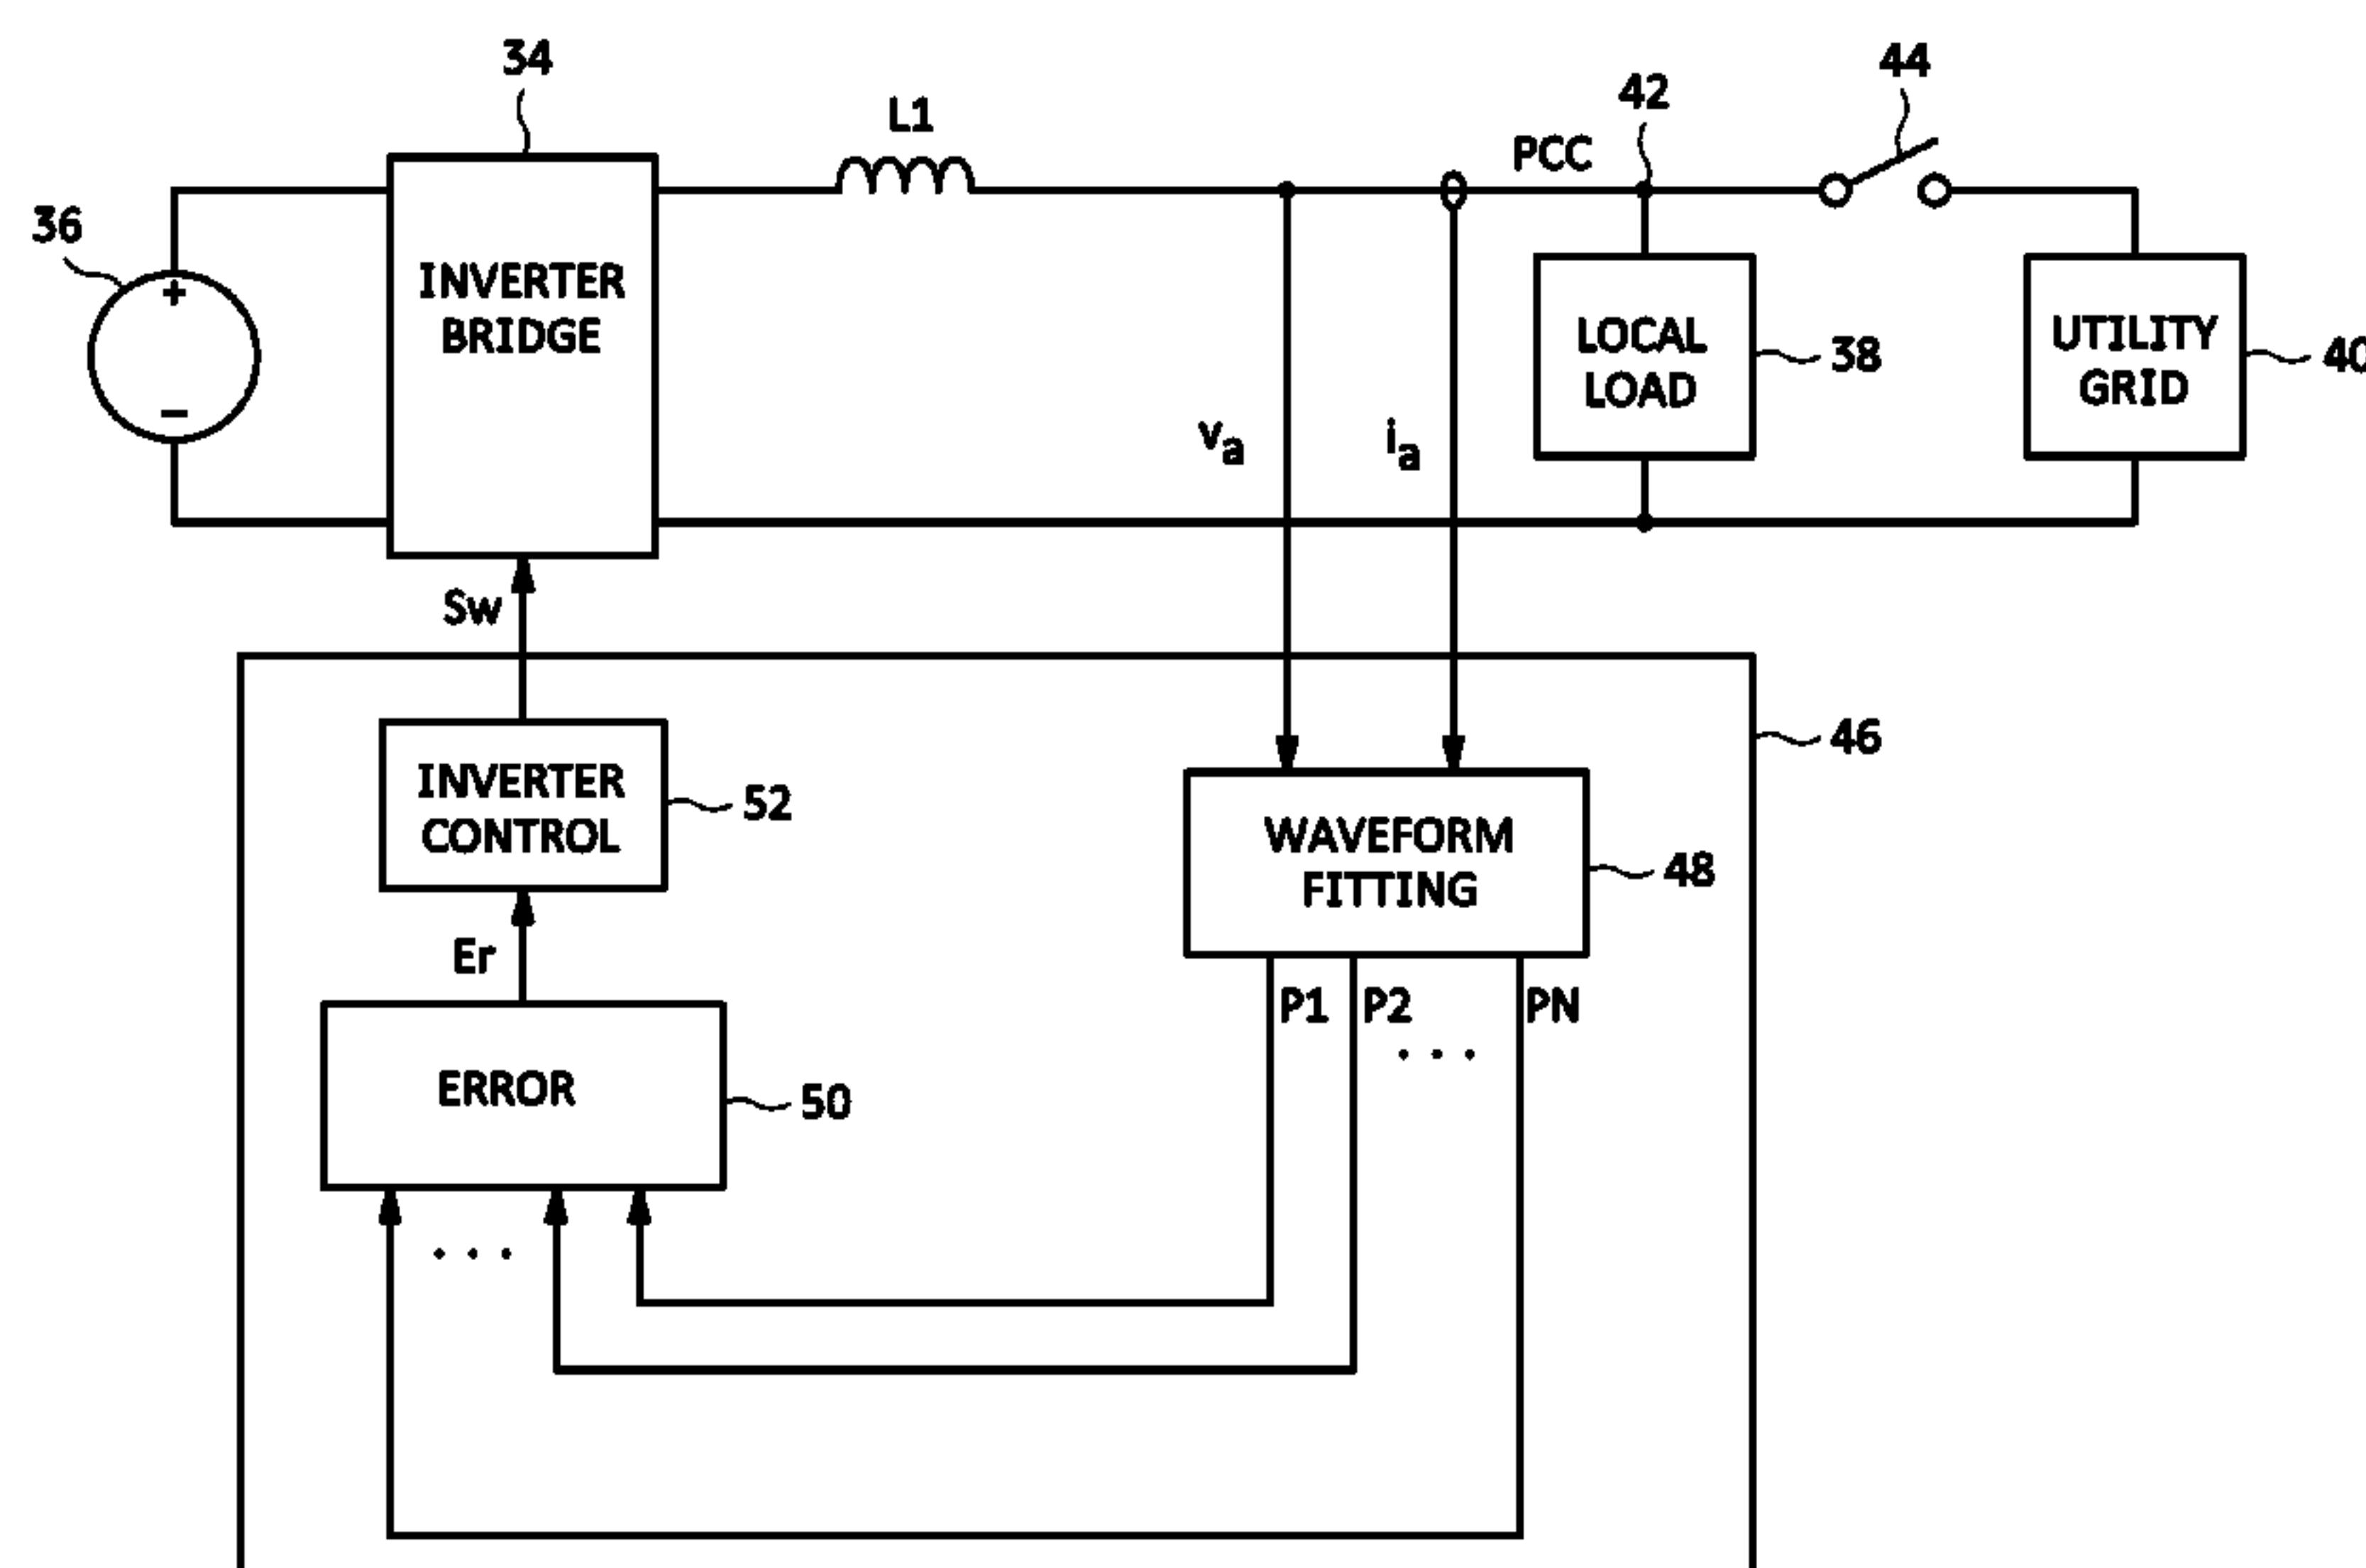 34
44
42
L1
PCC
36
INVERTER
BRIDGE
+
−
LOCAL
LOAD
38
UTILITY
GRID
40
va
ia
Sw
46
INVERTER
CONTROL
52
WAVEFORM
FITTING
48
Er
P1
P2
PN
. . .
ERROR
50
. . .